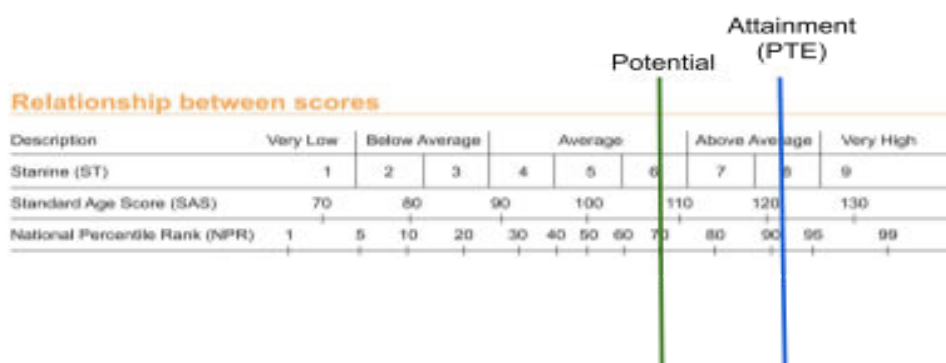 Attainment
(PTE)
Potential
Relationship between scores
Description Very Low Below Average Average Above Average Very High
Stanine (ST) 1 2 3 4 5 6 7 8 9
Standard Age Score (SAS) 70 80 90 100 110 120 130
National Percentile Rank (NPR) 1 5 10 20 30 40 50 60 70 80 90 95 99